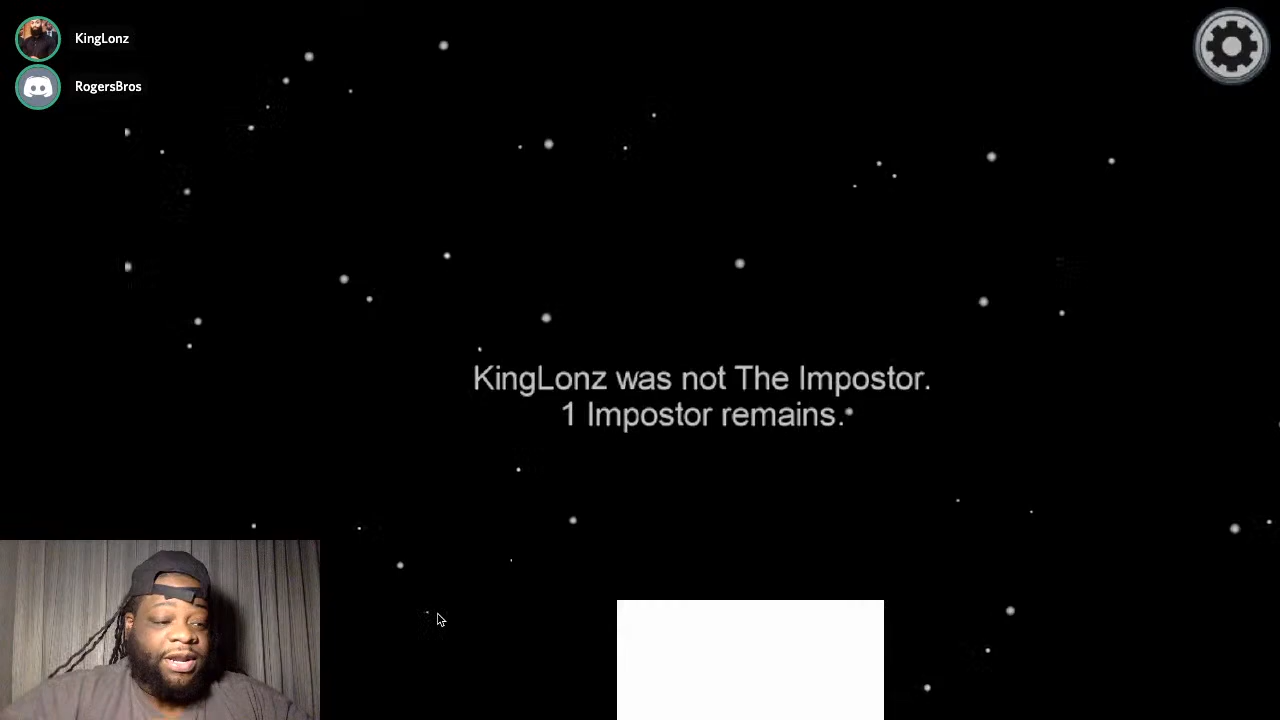 KingLonz
RogersBros
KingLonz was not The Impostor.
1 Impostor remains.